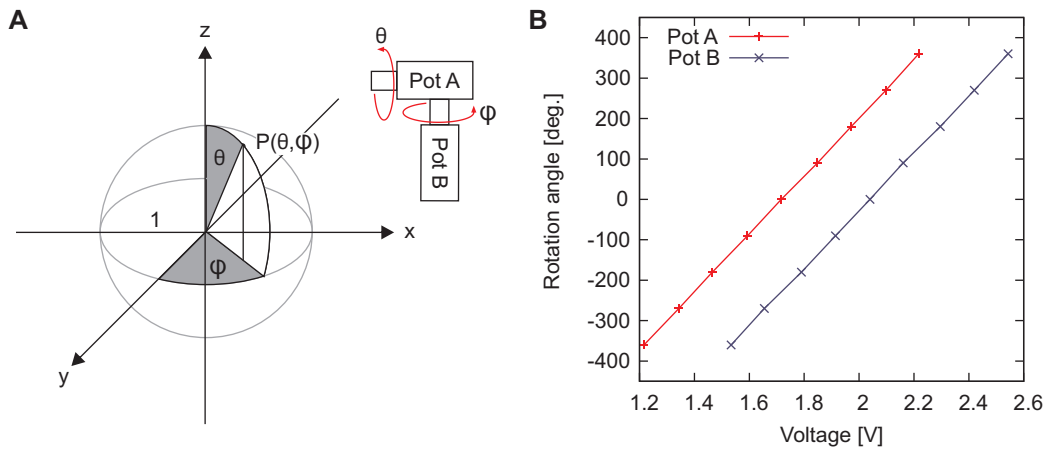 A
z
θ
P(θ,φ)
1
x
φ
y
θ
Pot A
φ
Pot B
B
Pot A
Pot B
400
300
200
100
0
-100
-200
-300
-400
Rotation angle [deg.]
1.2 1.4 1.6 1.8 2 2.2 2.4 2.6
Voltage [V]